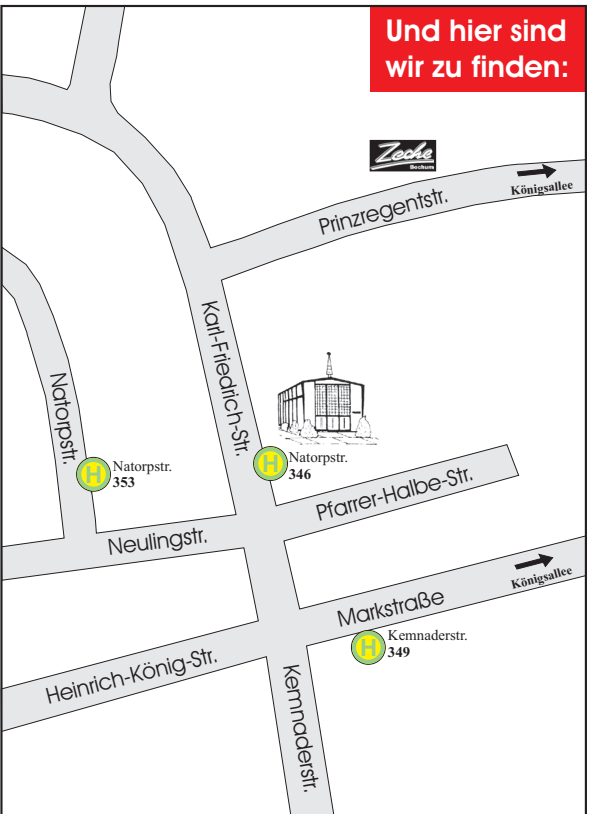 Und hier sind
wir zu finden:
Zeche
Bochum
Königsallee
Prinzregentstr.
Karl-Friedrich-Str.
Natorpstr.
Natorpstr.
353
Natorpstr.
346
Pfarrer-Halbe-Str.
Neulingstr.
Königsallee
Markstraße
Kemnaderstr.
349
Heinrich-König-Str.
Kemnaderstr.
H
H
H